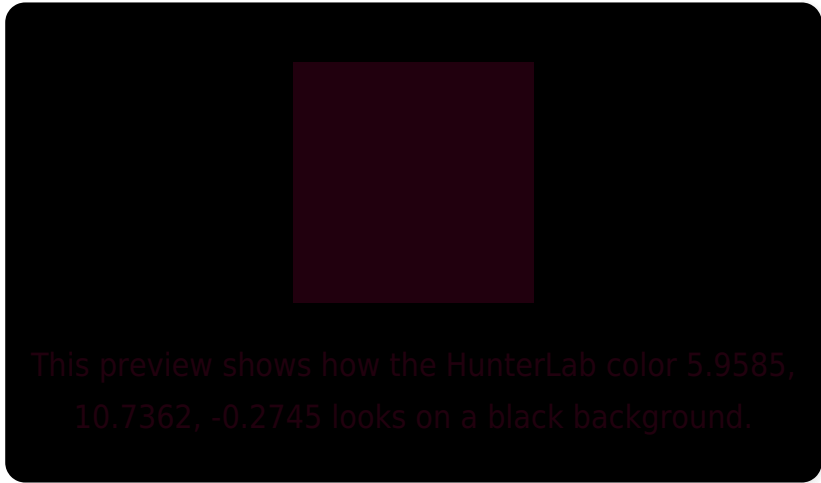 This preview shows how the HunterLab color 5.9585,
10.7362, -0.2745 looks on a black background.